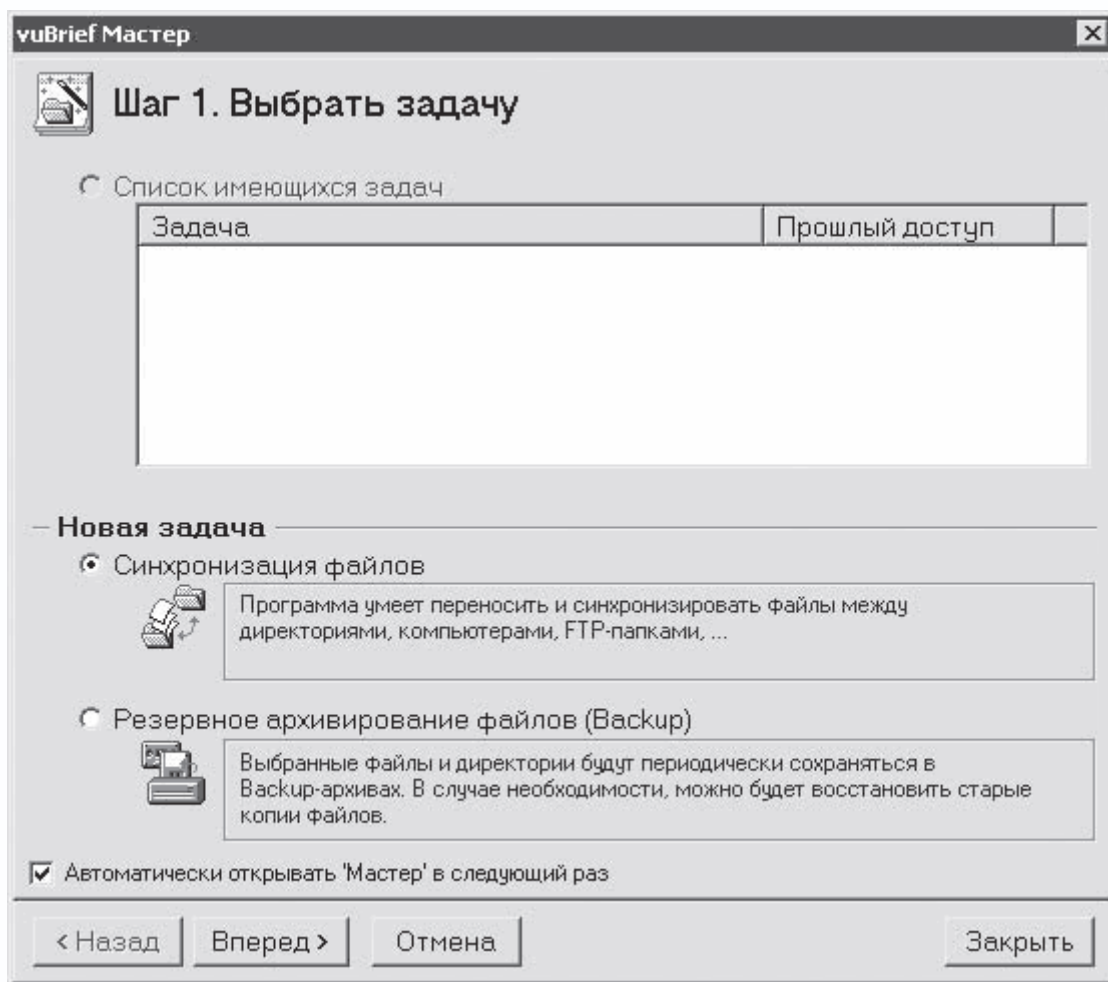 vuBrief Мастер
Шаг 1. Выбрать задачу
Список имеющихся задач
Задача Прошлый доступ
Новая задача
Синхронизация файлов
Программа умеет переносить и синхронизировать файлы между
директориями, компьютерами, FTP-папками, ...
Резервное архивирование файлов (Backup)
Выбранные файлы и директории будут периодически сохраняться в
Backup-архивах. В случае необходимости, можно будет восстановить старые
копии файлов.
Автоматически открывать 'Мастер' в следующий раз
< Назад Вперед > Отмена Закрыть